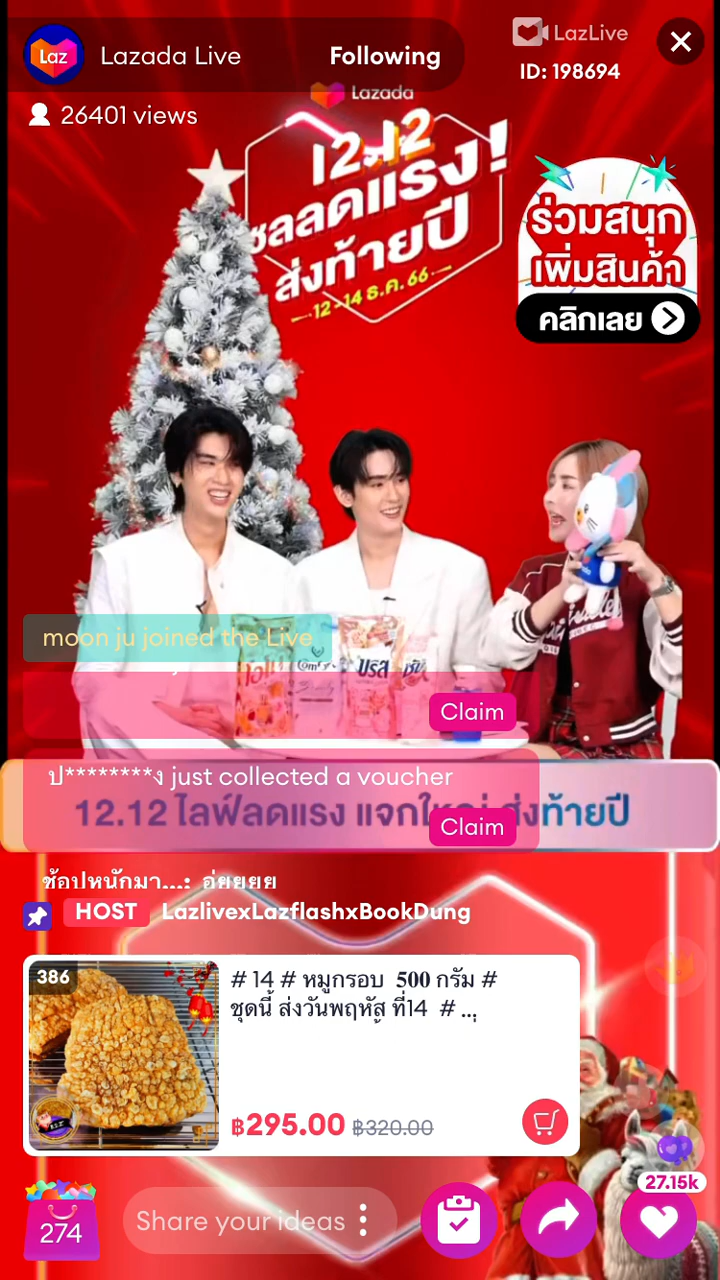 Laz
Lazada Live
Following
LazLive
ID: 198694
26401 views
Lazada
12.12
ชลลดแรง!
ส่งท้ายปี
12-14 ธ.ค. 66
ร่วมสนุก
เพิ่มสินค้า
คลิกเลย
moon ju joined the Live
Claim
ป********ง just collected a voucher
12.12 ไลฟ์ลดแรง แจกใหญ่ ส่งท้ายปี
Claim
ช้อปหนักมา...: อ่ยยยย
HOST LazlivexLazflashxBookDung
386
# 14 # หมูกรอบ 500 กรัม #
ชุดนี้ ส่งวันพฤหัส ที่14 # ...
฿295.00 ฿320.00
27.15k
274
Share your ideas